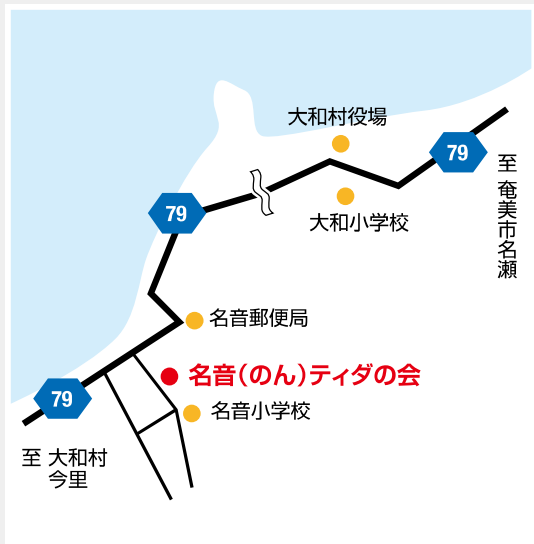 大和村役場
79
至 奄美市名瀬
79
大和小学校
名音郵便局
名音(のん)ティダの会
79
名音小学校
至 大和村
今里